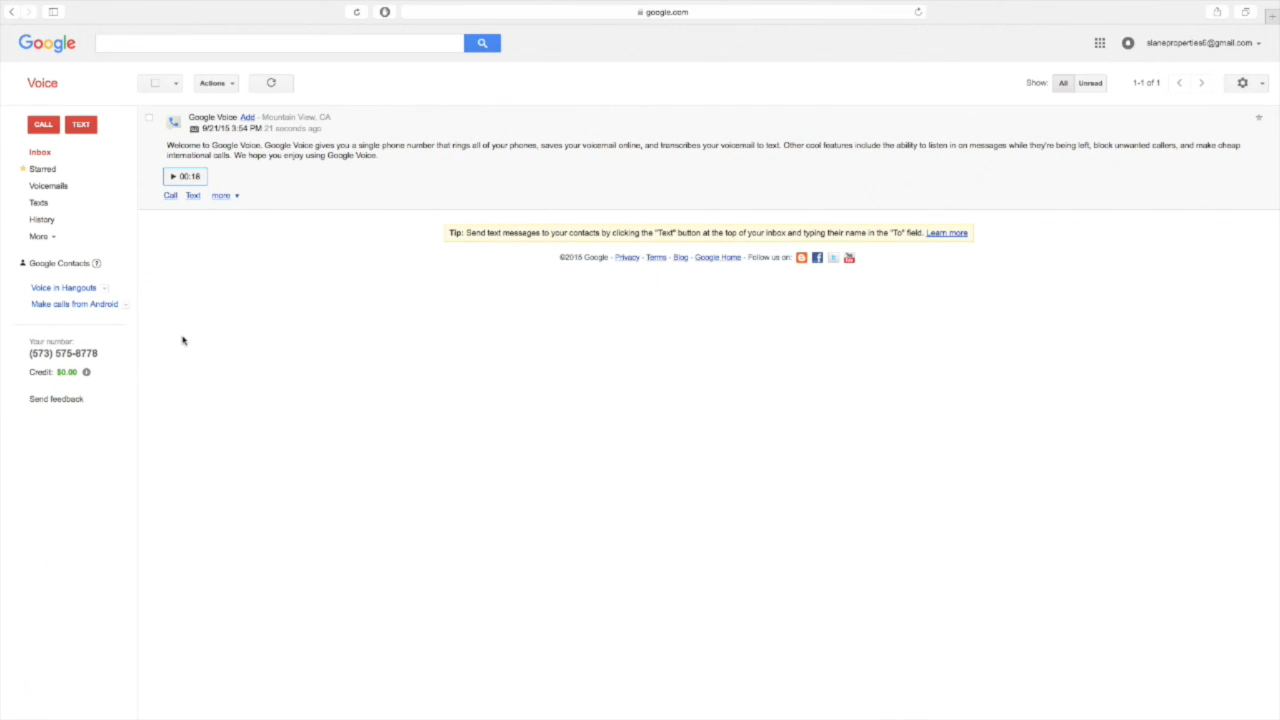 google.com
Google
slaneproperties6@gmail.com
Voice
Actions
Show: All Unread 1-1 of 1
CALL TEXT
Inbox
Starred
Voicemails
Texts
History
More
Google Contacts (?)
Voice in Hangouts
Make calls from Android
Your number:
(573) 575-8778
Credit: $0.00
Send feedback
Google Voice Add - Mountain View, CA
9/21/15 3:54 PM 21 seconds ago
Welcome to Google Voice. Google Voice gives you a single phone number that rings all of your phones, saves your voicemail online, and transcribes your voicemail to text. Other cool features include the ability to listen in on messages while they're being left, block unwanted callers, and make cheap
international calls. We hope you enjoy using Google Voice.
00:16
Call Text more
Tip: Send text messages to your contacts by clicking the "Text" button at the top of your inbox and typing their name in the "To" field. Learn more
©2015 Google - Privacy - Terms - Blog - Google Home - Follow us on: